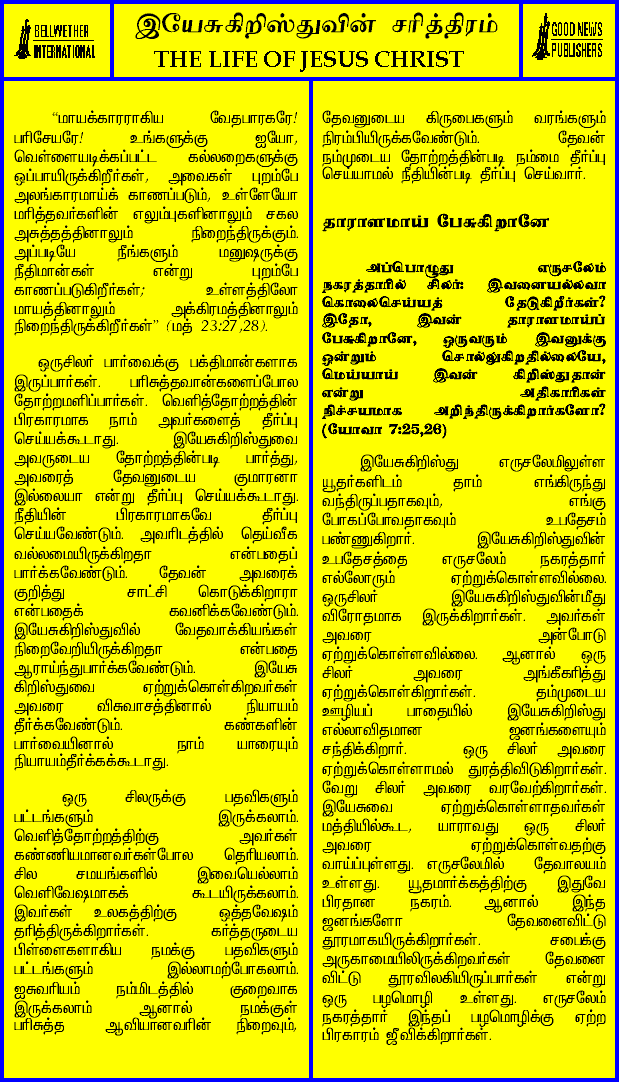 BELLWETHER
INTERNATIONAL
இயேசுகிறிஸ்துவின் சரித்திரம்
THE LIFE OF JESUS CHRIST
GOOD NEWS
PUBLISHERS
“மாயக்காரராகிய வேதபாரகரே!
பரிசேயரே! உங்களுக்கு ஐயோ,
வெள்ளையடிக்கப்பட்ட கல்லறைகளுக்கு
ஒப்பாயிருக்கிறீர்கள், அவைகள் புறம்பே
அலங்காரமாய்க் காணப்படும், உள்ளேயோ
மரித்தவர்களின் எலும்புகளினாலும் சகல
அசுத்தத்தினாலும் நிறைந்திருக்கும்.
அப்படியே நீங்களும் மனுஷருக்கு
நீதிமான்கள் என்று புறம்பே
காணப்படுகிறீர்கள்; உள்ளத்திலோ
மாயத்தினாலும் அக்கிரமத்தினாலும்
நிறைந்திருக்கிறீர்கள்” (மத் 23:27,28).
ஒருசிலர் பார்வைக்கு பக்திமான்களாக
இருப்பார்கள். பரிசுத்தவான்களைப்போல
தோற்றமளிப்பார்கள். வெளித்தோற்றத்தின்
பிரகாரமாக நாம் அவர்களைத் தீர்ப்பு
செய்யக்கூடாது. இயேசுகிறிஸ்துவை
அவருடைய தோற்றத்தின்படி பார்த்து,
அவரைத் தேவனுடைய குமாரனா
இல்லையா என்று தீர்ப்பு செய்யக்கூடாது.
நீதியின் பிரகாரமாகவே தீர்ப்பு
செய்யவேண்டும். அவரிடத்தில் தெய்வீக
வல்லமையிருக்கிறதா என்பதைப்
பார்க்கவேண்டும். தேவன் அவரைக்
குறித்து சாட்சி கொடுக்கிறாரா
என்பதைக் கவனிக்கவேண்டும்.
இயேசுகிறிஸ்துவில் வேதவாக்கியங்கள்
நிறைவேறியிருக்கிறதா என்பதை
ஆராய்ந்துபார்க்கவேண்டும். இயேசு
கிறிஸ்துவை ஏற்றுக்கொள்கிறவர்கள்
அவரை விசுவாசத்தினால் நியாயம்
தீர்க்கவேண்டும். கண்களின்
பார்வையினால் நாம் யாரையும்
நியாயம்தீர்க்கக்கூடாது.
ஒரு சிலருக்கு பதவிகளும்
பட்டங்களும் இருக்கலாம்.
வெளித்தோற்றத்திற்கு அவர்கள்
கண்ணியமானவர்கள்போல தெரியலாம்.
சில சமயங்களில் இவையெல்லாம்
வெளிவேஷமாகக் கூடயிருக்கலாம்.
இவர்கள் உலகத்திற்கு ஒத்தவேஷம்
தரித்திருக்கிறார்கள். கர்த்தருடைய
பிள்ளைகளாகிய நமக்கு பதவிகளும்
பட்டங்களும் இல்லாமற்போகலாம்.
ஐசுவரியம் நம்மிடத்தில் குறைவாக
இருக்கலாம் ஆனால் நமக்குள்
பரிசுத்த ஆவியானவரின் நிறைவும்,
தேவனுடைய கிருபைகளும் வரங்களும்
நிரம்பியிருக்கவேண்டும். தேவன்
நம்முடைய தோற்றத்தின்படி நம்மை தீர்ப்பு
செய்யாமல் நீதியின்படி தீர்ப்பு செய்வார்.
தாராளமாய் பேசுகிறானே
அப்பொழுது எருசலேம்
நகரத்தாரில் சிலர்: இவனையல்லவா
கொலைசெய்யத் தேடுகிறீர்கள்?
இதோ, இவன் தாராளமாய்ப்
பேசுகிறானே, ஒருவரும் இவனுக்கு
ஒன்றும் சொல்லுகிறதில்லையே,
மெய்யாய் இவன் கிறிஸ்துதான்
என்று அதிகாரிகள்
நிச்சயமாக அறிந்திருக்கிறார்களோ?
(யோவா 7:25,26)
இயேசுகிறிஸ்து எருசலேமிலுள்ள
யூதர்களிடம் தாம் எங்கிருந்து
வந்திருப்பதாகவும், எங்கு
போகப்போவதாகவும் உபதேசம்
பண்ணுகிறார். இயேசுகிறிஸ்துவின்
உபதேசத்தை எருசலேம் நகரத்தார்
எல்லோரும் ஏற்றுக்கொள்ளவில்லை.
ஒருசிலர் இயேசுகிறிஸ்துவின்மீது
விரோதமாக இருக்கிறார்கள். அவர்கள்
அவரை அன்போடு
ஏற்றுக்கொள்ளவில்லை. ஆனால் ஒரு
சிலர் அவரை அங்கீகரித்து
ஏற்றுக்கொள்கிறார்கள். தம்முடைய
ஊழியப் பாதையில் இயேசுகிறிஸ்து
எல்லாவிதமான ஜனங்களையும்
சந்திக்கிறார். ஒரு சிலர் அவரை
ஏற்றுக்கொள்ளாமல் துரத்திவிடுகிறார்கள்.
வேறு சிலர் அவரை வரவேற்கிறார்கள்.
இயேசுவை ஏற்றுக்கொள்ளாதவர்கள்
மத்தியில்கூட, யாராவது ஒரு சிலர்
அவரை ஏற்றுக்கொள்வதற்கு
வாய்ப்புள்ளது. எருசலேமில் தேவாலயம்
உள்ளது. யூதமார்க்கத்திற்கு இதுவே
பிரதான நகரம். ஆனால் இந்த
ஜனங்களோ தேவனைவிட்டு
தூரமாகயிருக்கிறார்கள். சபைக்கு
அருகாமையிலிருக்கிறவர்கள் தேவனை
விட்டு தூரவிலகியிருப்பார்கள் என்று
ஒரு பழமொழி உள்ளது. எருசலேம்
நகரத்தார் இந்தப் பழமொழிக்கு ஏற்ற
பிரகாரம் ஜீவிக்கிறார்கள்.